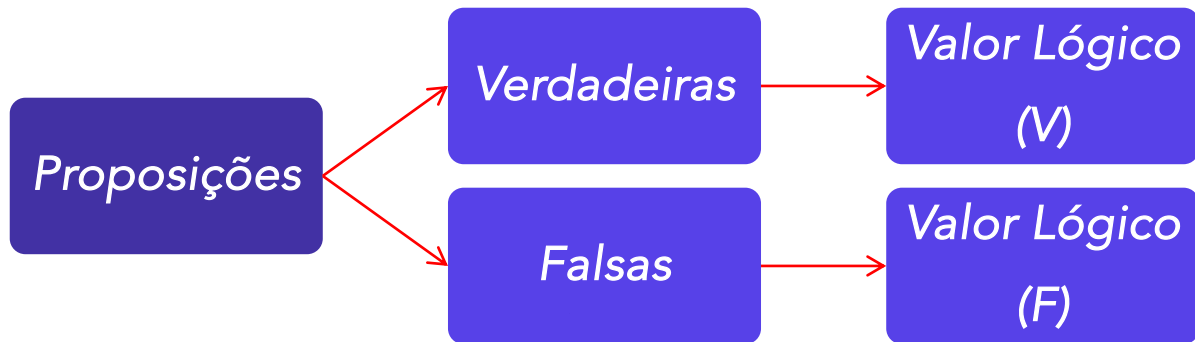 Proposições
Verdadeiras
Valor Lógico
(V)
Falsas
Valor Lógico
(F)